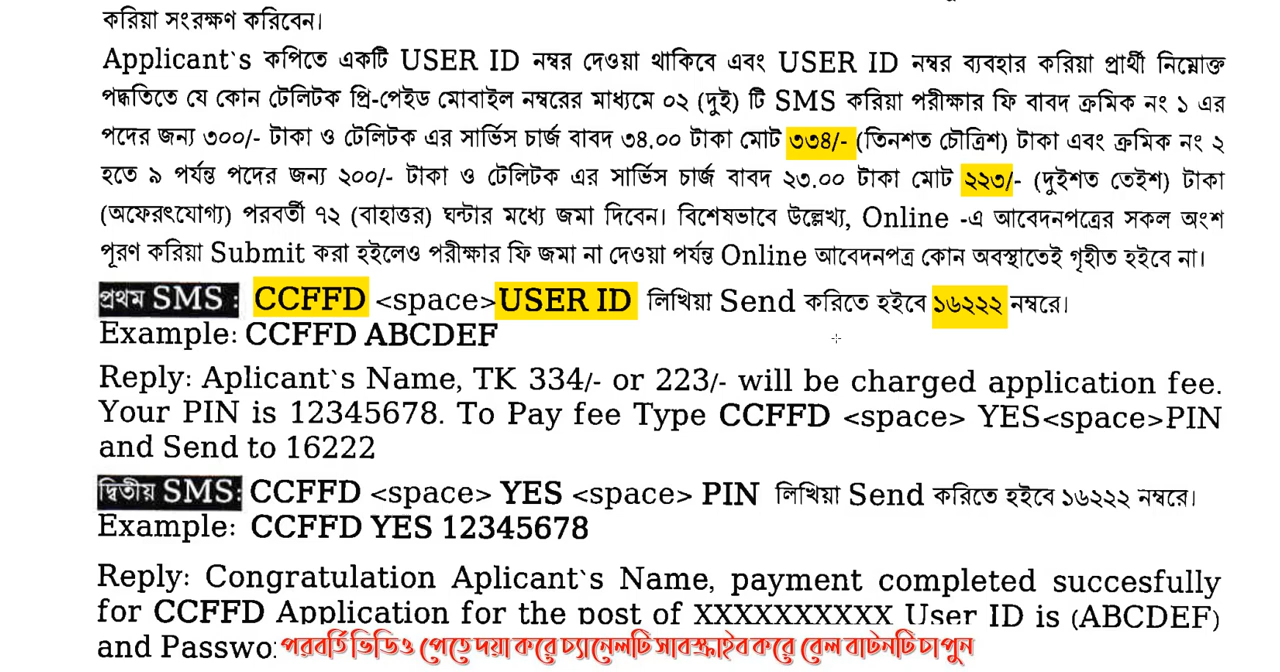 করিয়া সংরক্ষণ করিবেন।
Applicant`s কপিতে একটি USER ID নম্বর দেওয়া থাকিবে এবং USER ID নম্বর ব্যবহার করিয়া প্রার্থী নিম্নোক্ত
পদ্ধতিতে যে কোন টেলিটক প্রি-পেইড মোবাইল নম্বরের মাধ্যমে ০২ (দুই) টি SMS করিয়া পরীক্ষার ফি বাবদ ক্রমিক নং ১ এর
পদের জন্য ৩০০/- টাকা ও টেলিটক এর সার্ভিস চার্জ বাবদ ৩৪.০০ টাকা মোট ৩৩৪/- (তিনশত চৌত্রিশ) টাকা এবং ক্রমিক নং ২
হতে ৯ পর্যন্ত পদের জন্য ২০০/- টাকা ও টেলিটক এর সার্ভিস চার্জ বাবদ ২৩.০০ টাকা মোট ২২৩/- (দুইশত তেইশ) টাকা
(অফেরৎযোগ্য) পরবর্তী ৭২ (বাহাত্তর) ঘন্টার মধ্যে জমা দিবেন। বিশেষভাবে উল্লেখ্য, Online -এ আবেদনপত্রের সকল অংশ
পূরণ করিয়া Submit করা হইলেও পরীক্ষার ফি জমা না দেওয়া পর্যন্ত Online আবেদনপত্র কোন অবস্থাতেই গৃহীত হইবে না।
প্রথম SMS : CCFFD <space> USER ID লিখিয়া Send করিতে হইবে ১৬২২২ নম্বরে।
Example: CCFFD ABCDEF
Reply: Aplicant`s Name, TK 334/- or 223/- will be charged application fee.
Your PIN is 12345678. To Pay fee Type CCFFD <space> YES<space>PIN
and Send to 16222
দ্বিতীয় SMS: CCFFD <space> YES <space> PIN লিখিয়া Send করিতে হইবে ১৬২২২ নম্বরে।
Example: CCFFD YES 12345678
Reply: Congratulation Aplicant`s Name, payment completed succesfully
for CCFFD Application for the post of XXXXXXXXXX User ID is (ABCDEF)
and Passwo:
পরবর্তি ভিডিও পেতে দয়া করে চ্যানেলটি সাবস্ক্রাইব করে বেল বাটনটি চাপুন